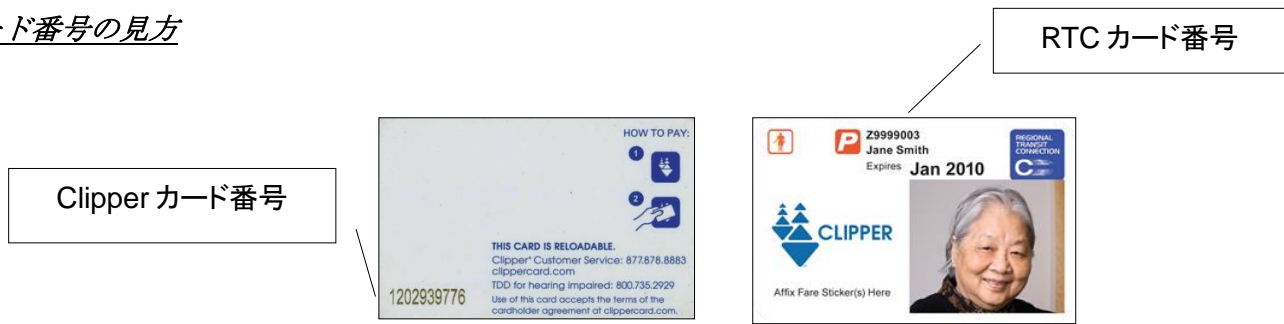 ード番号の見方
RTC カード番号
Clipper カード番号
HOW TO PAY:
1
2
THIS CARD IS RELOADABLE.
Clipper® Customer Service: 877.878.8883
clippercard.com
TDD for hearing impaired: 800.735.2929
Use of this card accepts the terms of the
cardholder agreement at clippercard.com.
1202939776
P
Z9999003
Jane Smith
Expires Jan 2010
REGIONAL
TRANSIT
CONNECTION
C
CLIPPER
Affix Fare Sticker(s) Here